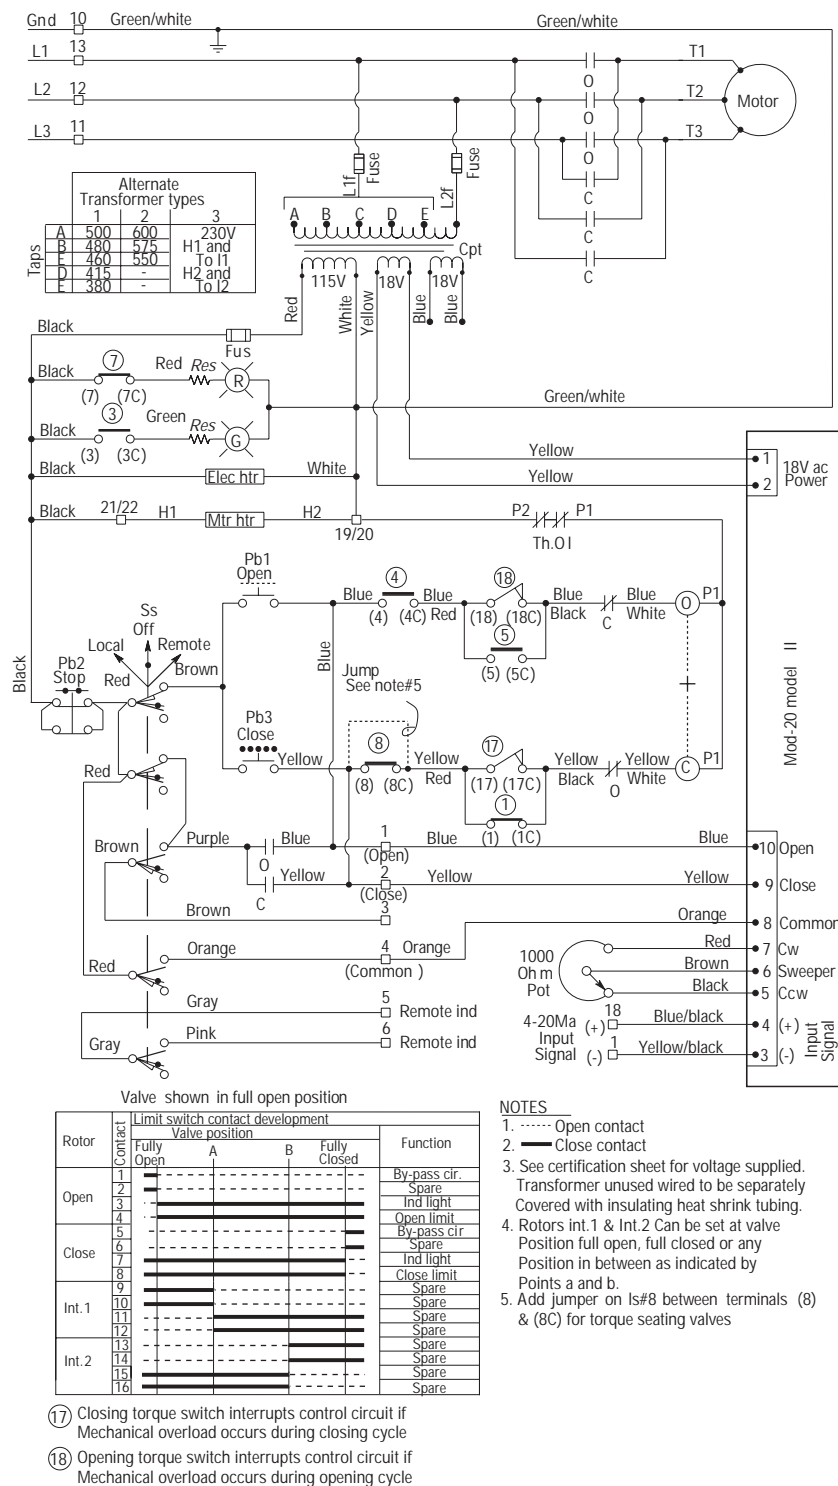 Gnd 10 Green/white Green/white
L1 13 T1
O
L2 12 T2 Motor
O
L3 11 T3
O
Fuse Fuse
L1f L2f
C
C
C
Alternate
Transformer types
1 2 3
Taps
A 500 600 230V
B 480 575 H1 and
E 460 550 To I1
D 415 - H2 and
E 380 - To I2
A B C D E
Cpt
115V 18V 18V
Red White Yellow Blue Blue
Black
Fus
Black 7 Red Res R
(7) (7C)
Green/white
3 Green Res
Black G
(3) (3C)
Black Elec htr White
Yellow 1 18V ac
Yellow 2 Power
Black 21/22 H1 Mtr htr H2 19/20
P2 P1
Th.Ol
Pb1
Open
4 18
Blue Blue Blue Blue
(4) (4C) Red (18) (18C) Black C White O P1
5
(5) (5C)
Ss
Off
Local Remote
Brown
Pb2
Stop
Red
Black
Blue
Jump
See note#5
Pb3
Close
8 17
Yellow Yellow Yellow Yellow
(8) (8C) Red (17) (17C) Black O White C P1
1
(1) (1C)
Mod-20 model II
Red
Brown Purple Blue 1 Blue Blue 10 Open
O (Open)
Yellow 2 Yellow Yellow 9 Close
C (Close)
Brown 3
Orange 8 Common
Red Orange 4 Orange
(Common )
1000
Oh m
Pot
Red 7 Cw
Brown 6 Sweeper
Black 5 Ccw
Gray 5 Remote ind
Gray Pink 6 Remote ind
4-20Ma
Input
Signal
(+) 18 Blue/black 4 (+)
(-) 1 Yellow/black 3 (-)
Input
Signal
Valve shown in full open position
Rotor Contact Limit switch contact development
Valve position
Fully
Open
A B
Fully
Closed
Function
Open
1 By-pass cir.
2 Spare
3 Ind light
4 Open limit
Close
5 By-pass cir
6 Spare
7 Ind light
8 Close limit
Int.1
9 Spare
10 Spare
11 Spare
12 Spare
Int.2
13 Spare
14 Spare
15 Spare
16 Spare
NOTES
1. ------ Open contact
2. Close contact
3. See certification sheet for voltage supplied.
Transformer unused wired to be separately
Covered with insulating heat shrink tubing.
4. Rotors int.1 & Int.2 Can be set at valve
Position full open, full closed or any
Position in between as indicated by
Points a and b.
5. Add jumper on ls#8 between terminals (8)
& (8C) for torque seating valves
17 Closing torque switch interrupts control circuit if
Mechanical overload occurs during closing cycle
18 Opening torque switch interrupts control circuit if
Mechanical overload occurs during opening cycle